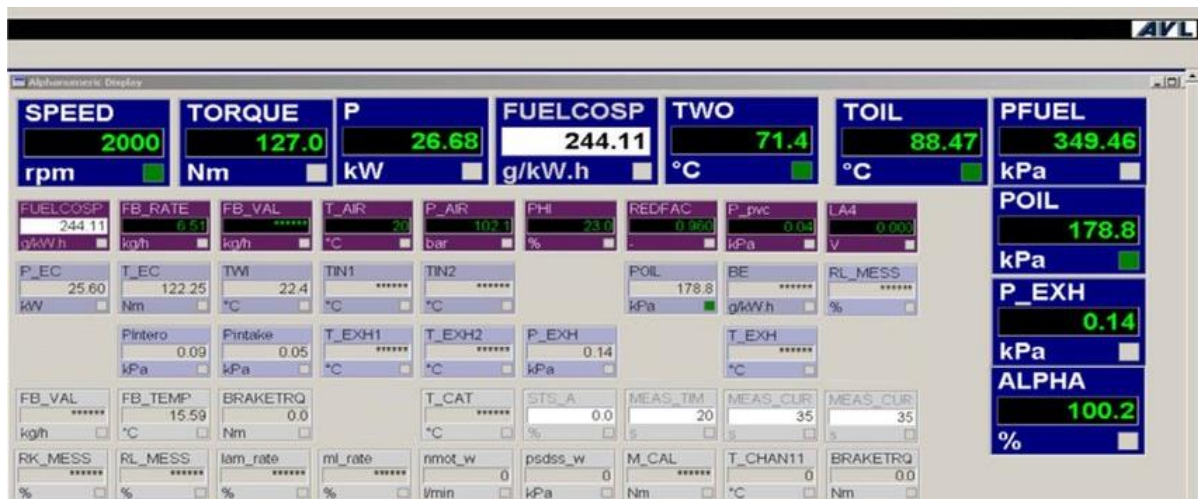 AVL
Alphanumeric Display
SPEED TORQUE P FUELCOSP TWO TOIL PFUEL
2000 127.0 26.68 244.11 71.4 88.47 349.46
rpm Nm kW g/kW.h °C °C kPa
POIL
178.8
kPa
P_EXH
0.14
kPa
ALPHA
100.2
%
FUELCOSP FB_RATE FB_VAL T_AIR P_AIR PHI REDFAC P_pvc LA4
244.11 6.51 ****** 20 102.1 23.0 0.960 0.04 0.000
g/kW.h kg/h kg/h °C bar % - kPa V
P_EC T_EC TWI TIN1 TIN2 POIL BE RL_MESS
25.60 122.25 22.4 ****** ****** 178.8 ****** ******
kW Nm °C °C °C kPa g/kW.h %
PIntero Pintake T_EXH1 T_EXH2 P_EXH T_EXH
0.09 0.05 ****** ****** 0.14 ******
kPa kPa °C °C kPa °C
FB_VAL FB_TEMP BRAKETRQ T_CAT STS_A MEAS_TIM MEAS_CUR MEAS_CUR
****** 15.59 0.0 ****** 0.0 20 35 35
kg/h °C Nm °C % s s s
RK_MESS RL_MESS lam_rate ml_rate nmot_w psdss_w M_CAL T_CHAN11 BRAKETRQ
****** ****** ****** ****** 0 0 ****** 0 0.0
% % % % l/min kPa Nm °C Nm